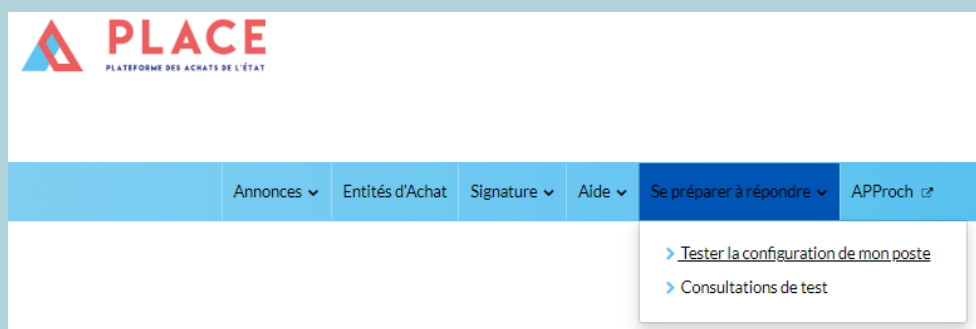 PLACE
PLATEFORME DES ACHATS DE L'ÉTAT
Annonces Entités d'Achat Signature Aide Se préparer à répondre APProch
Tester la configuration de mon poste
Consultations de test